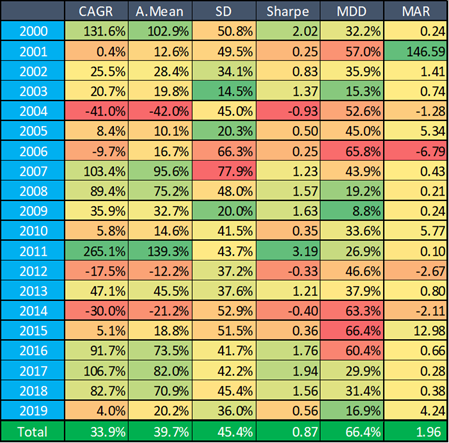 CAGR A.Mean SD Sharpe MDD MAR
2000 131.6% 102.9% 50.8% 2.02 32.2% 0.24
2001 0.4% 12.6% 49.5% 0.25 57.0% 146.59
2002 25.5% 28.4% 34.1% 0.83 35.9% 1.41
2003 20.7% 19.8% 14.5% 1.37 15.3% 0.74
2004 -41.0% -42.0% 45.0% -0.93 52.6% -1.28
2005 8.4% 10.1% 20.3% 0.50 45.0% 5.34
2006 -9.7% 16.7% 66.3% 0.25 65.8% -6.79
2007 103.4% 95.6% 77.9% 1.23 43.9% 0.43
2008 89.4% 75.2% 48.0% 1.57 19.2% 0.21
2009 35.9% 32.7% 20.0% 1.63 8.8% 0.24
2010 5.8% 14.6% 41.5% 0.35 33.6% 5.77
2011 265.1% 139.3% 43.7% 3.19 26.9% 0.10
2012 -17.5% -12.2% 37.2% -0.33 46.6% -2.67
2013 47.1% 45.5% 37.6% 1.21 37.9% 0.80
2014 -30.0% -21.2% 52.9% -0.40 63.3% -2.11
2015 5.1% 18.8% 51.5% 0.36 66.4% 12.98
2016 91.7% 73.5% 41.7% 1.76 60.4% 0.66
2017 106.7% 82.0% 42.2% 1.94 29.9% 0.28
2018 82.7% 70.9% 45.4% 1.56 31.4% 0.38
2019 4.0% 20.2% 36.0% 0.56 16.9% 4.24
Total 33.9% 39.7% 45.4% 0.87 66.4% 1.96